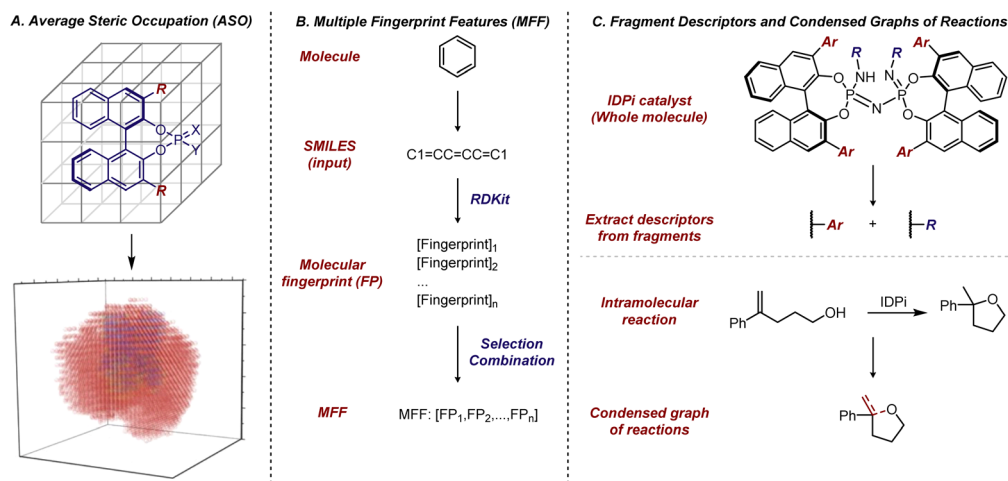 A. Average Steric Occupation (ASO)
R
O
P
X
O
Y
R
B. Multiple Fingerprint Features (MFF)
Molecule
SMILES
(input)
C1=CC=CC=C1
RDKit
Molecular
fingerprint (FP)
[Fingerprint]1
[Fingerprint]2
...
[Fingerprint]n
Selection
Combination
MFF
MFF: [FP1,FP2,...,FPn]
C. Fragment Descriptors and Condensed Graphs of Reactions
IDPi catalyst
(Whole molecule)
Ar R R Ar
O NH N O
P P
O N O
Ar Ar
Extract descriptors
from fragments
Ar + R
Intramolecular
reaction
Ph OH
IDPi
Ph O
Condensed graph
of reactions
Ph O